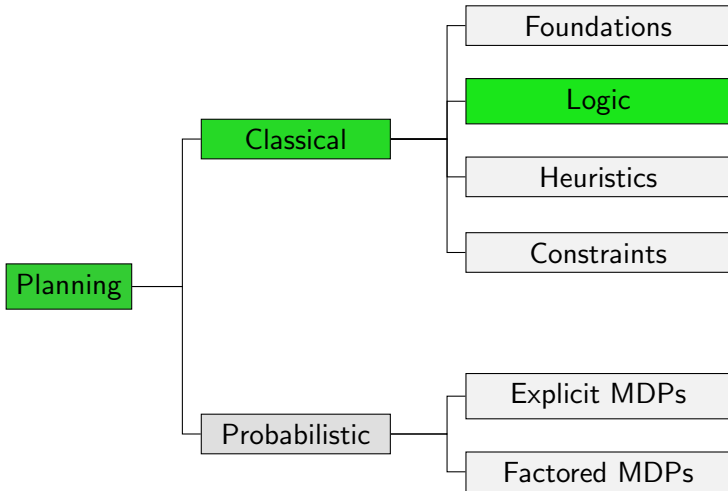 Foundations
Logic
Classical
Heuristics
Constraints
Planning
Explicit MDPs
Probabilistic
Factored MDPs